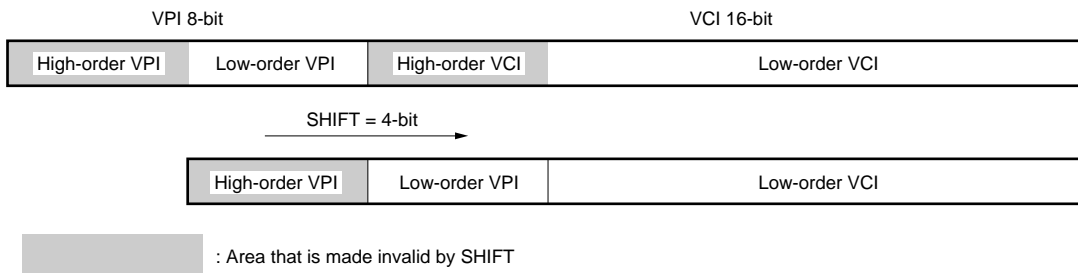 VPI 8-bit VCI 16-bit
High-order VPI Low-order VPI High-order VCI Low-order VCI
SHIFT = 4-bit
High-order VPI Low-order VPI Low-order VCI
: Area that is made invalid by SHIFT